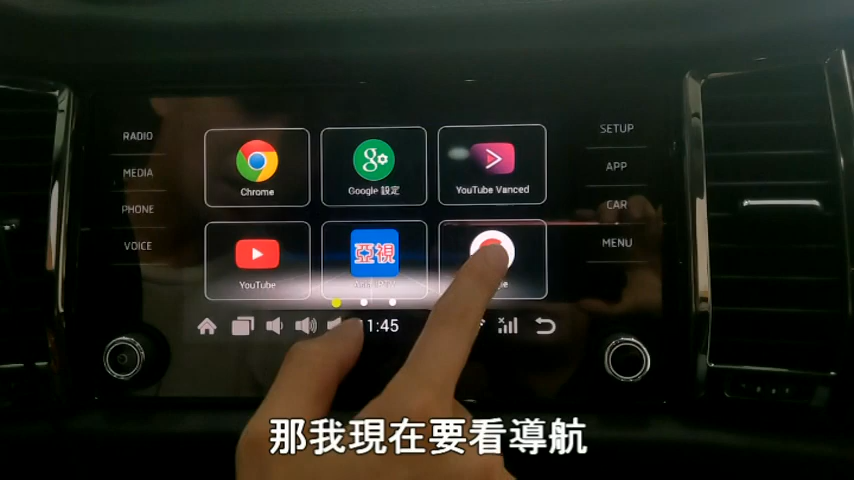 RADIO
MEDIA
PHONE
VOICE
SETUP
APP
CAR
MENU
Chrome
Google 設定
YouTube Vanced
YouTube
亞視
11:45
那我現在要看導航